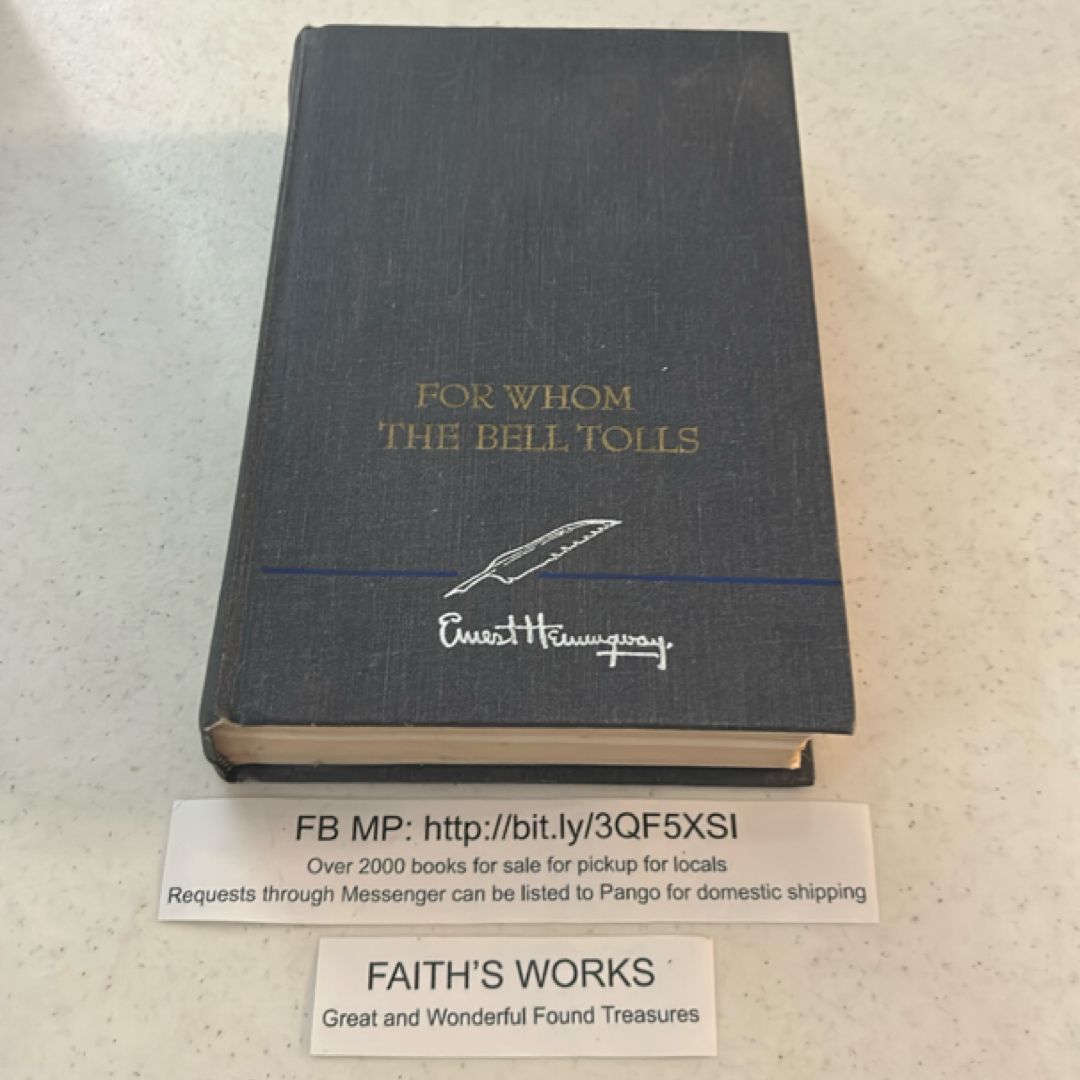 FOR WHOM
THE BELL TOLLS
Ernest Hemingway.
FB MP: http://bit.ly/3QF5XSI
Over 2000 books for sale for pickup for locals
Requests through Messenger can be listed to Pango for domestic shipping
FAITH'S WORKS
Great and Wonderful Found Treasures